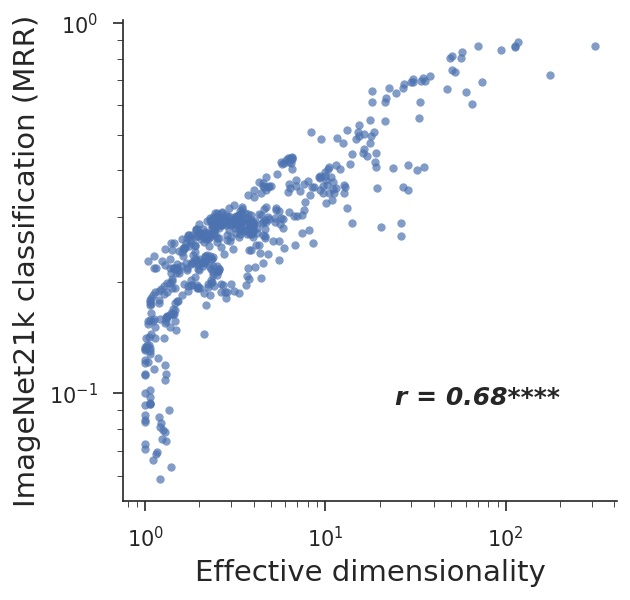 ImageNet21k classification (MRR)
10⁰
10⁻¹
r = 0.68****
10⁰ 10¹ 10²
Effective dimensionality